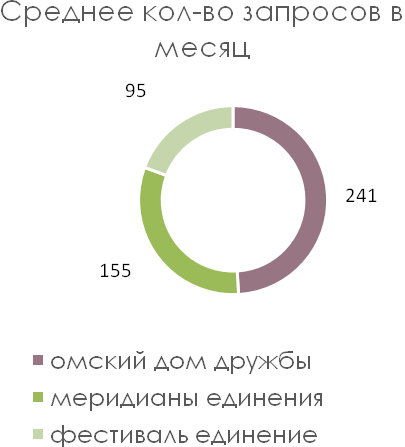 Среднее кол-во запросов в
месяц
95
241
155
омский дом дружбы
меридианы единения
фестиваль единение